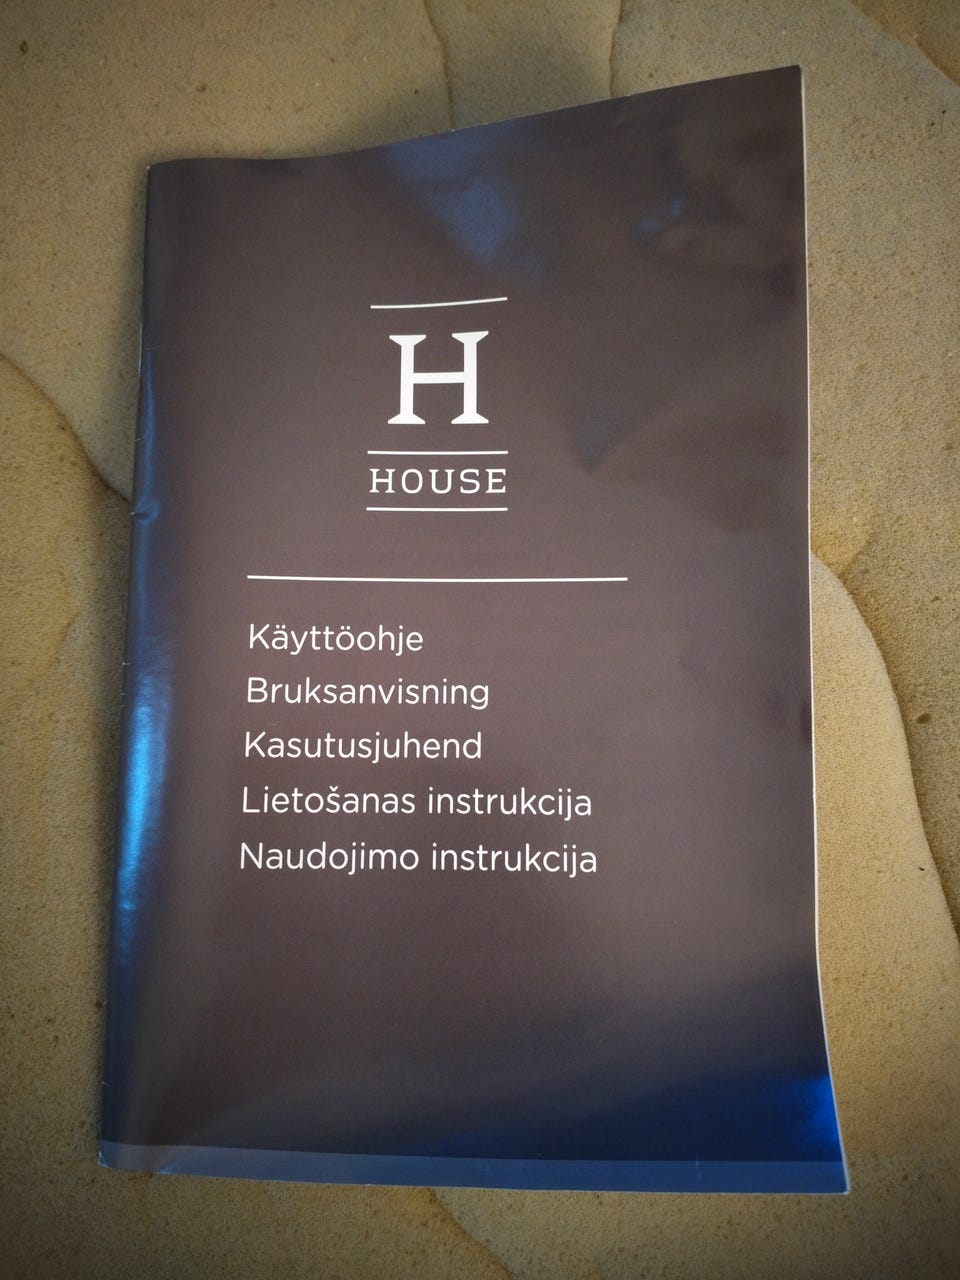 H
HOUSE
Käyttöohje
Bruksanvisning
Kasutusjuhend
Lietošanas instrukcija
Naudojimo instrukcija